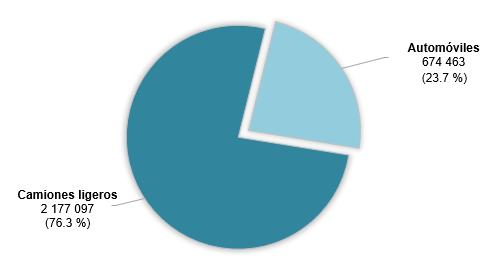 Automóviles
674 463
(23.7 %)
Camiones ligeros
2 177 097
(76.3 %)